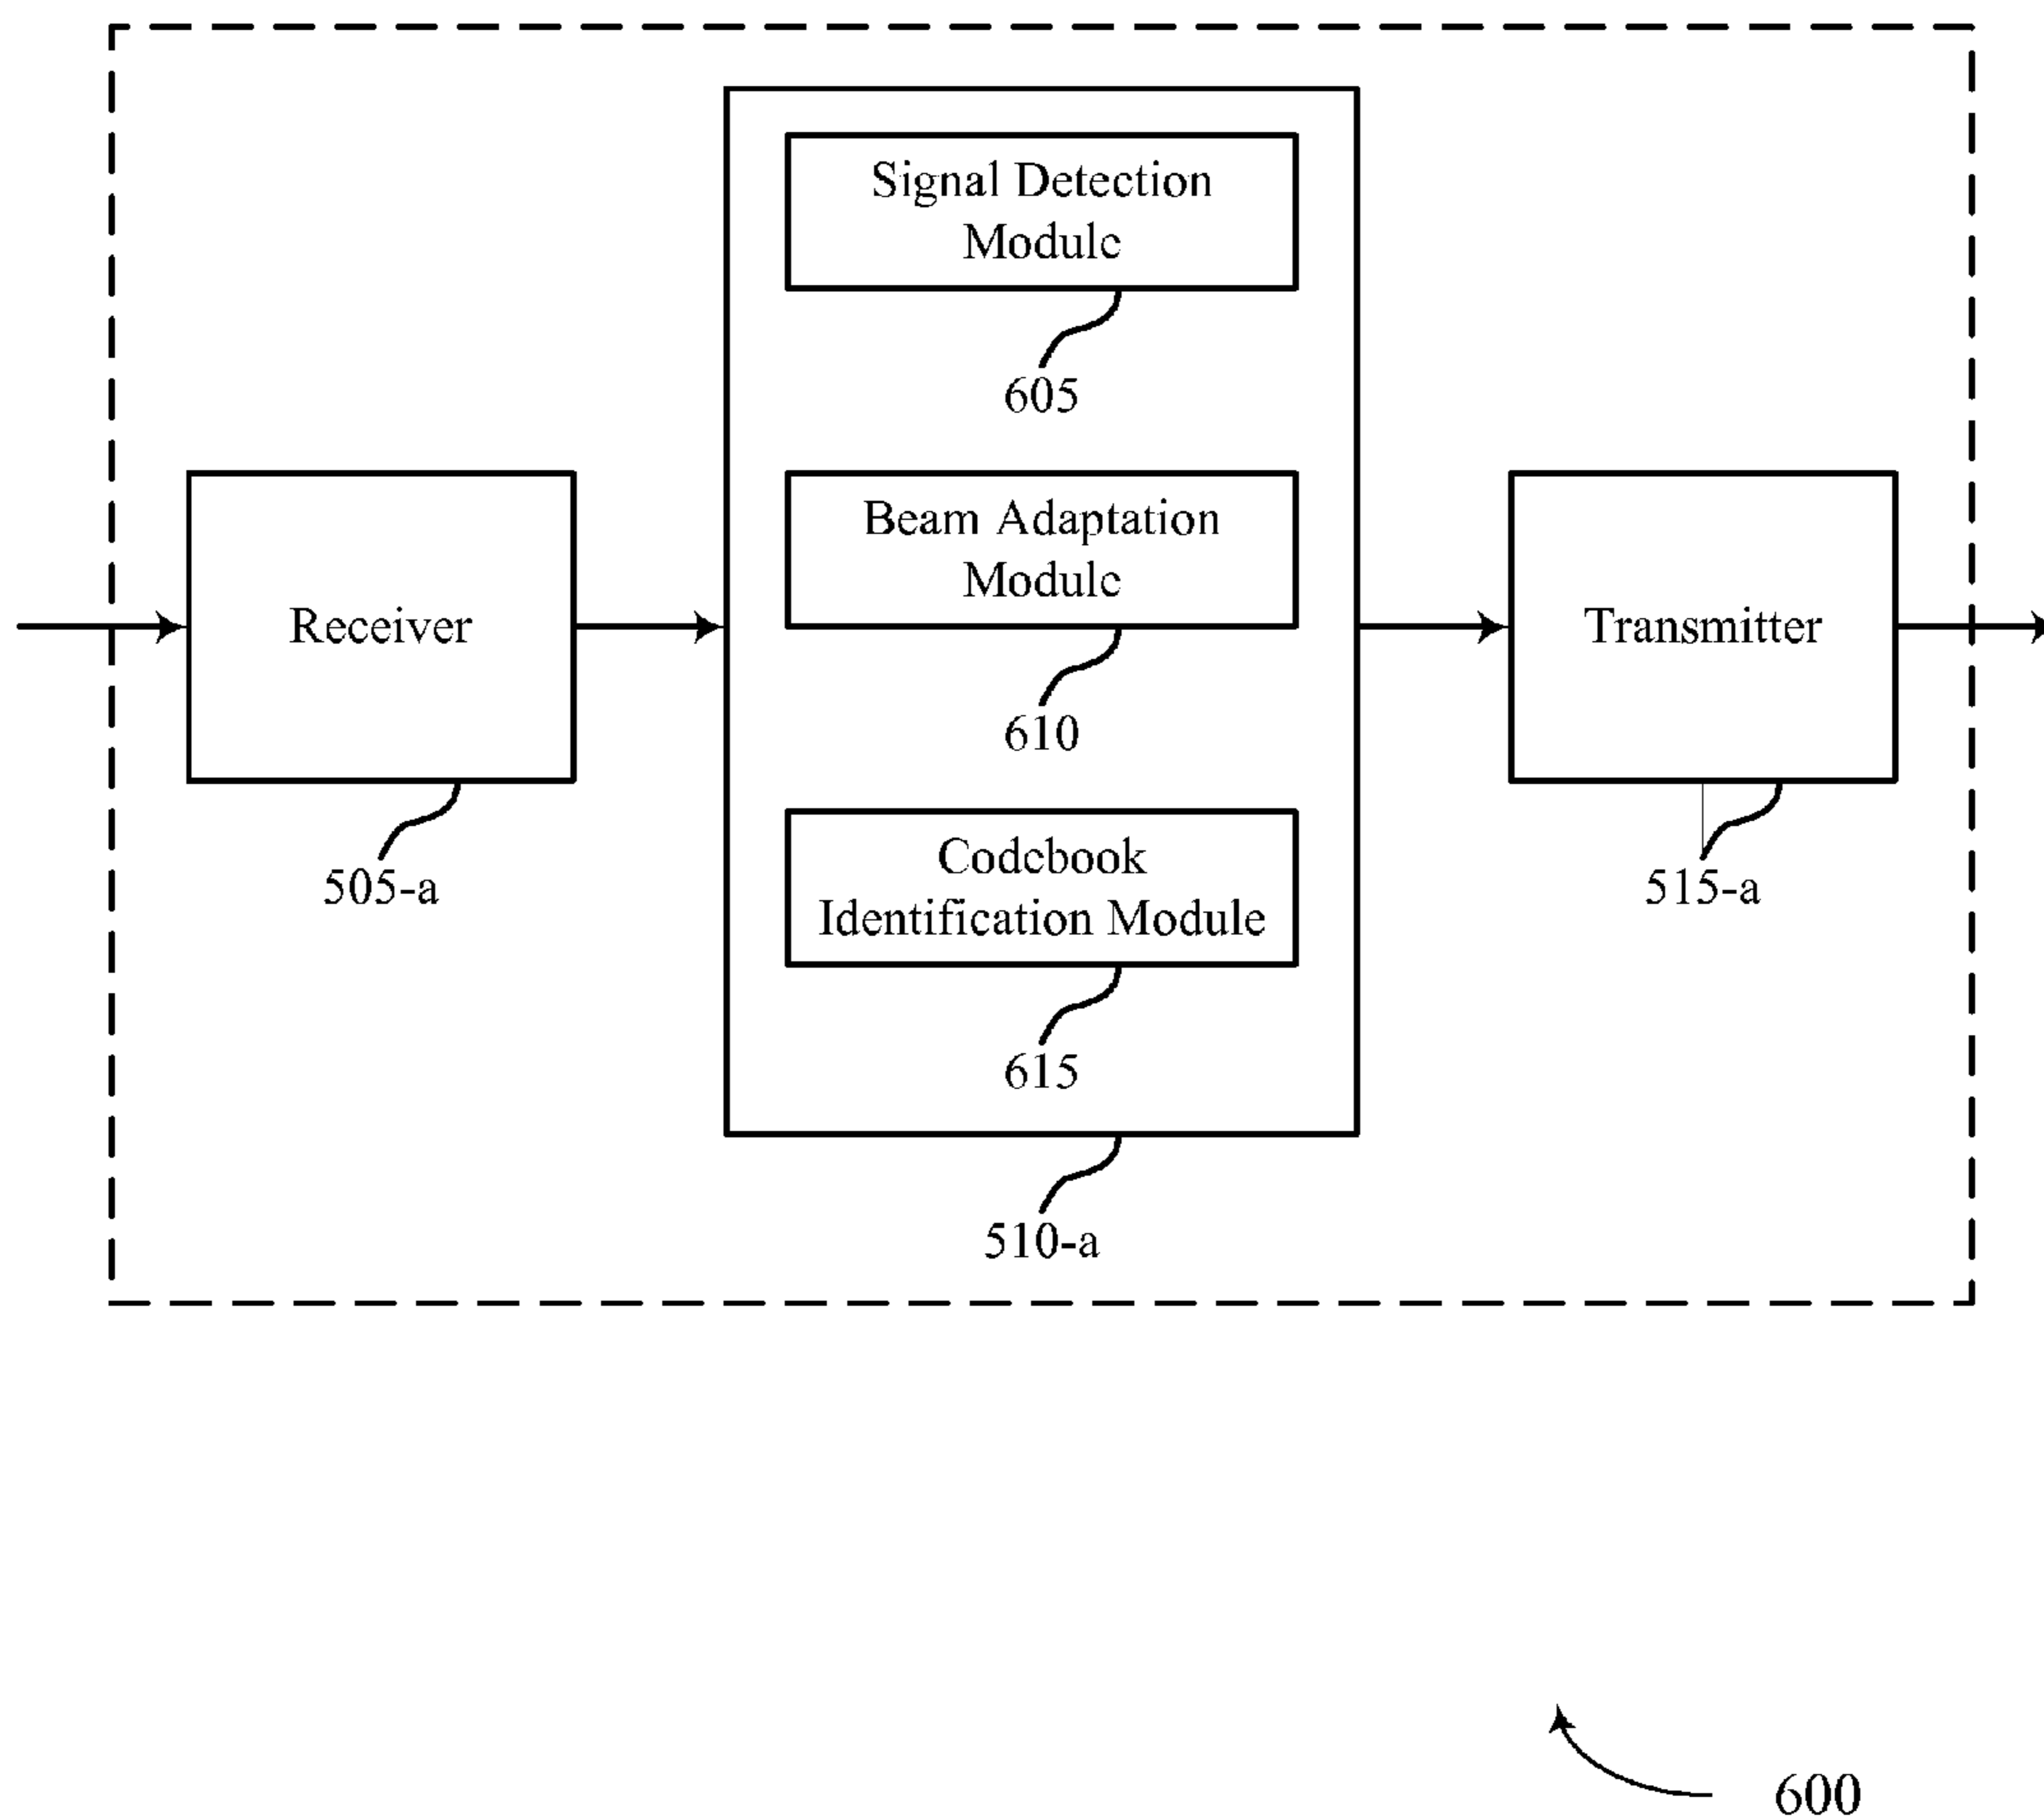 Signal Detection
Module
605
Beam Adaptation
Module
610
Receiver
Transmitter
505-a
515-a
Codebook
Identification Module
615
510-a
600